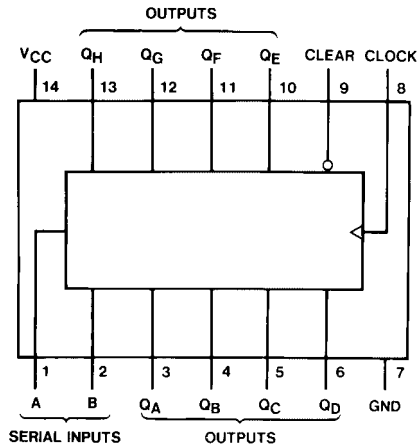 OUTPUTS
VCC QH QG QF QE CLEAR CLOCK
14 13 12 11 10 9 8
1 2 3 4 5 6 7
A B QA QB QC QD GND
SERIAL INPUTS OUTPUTS